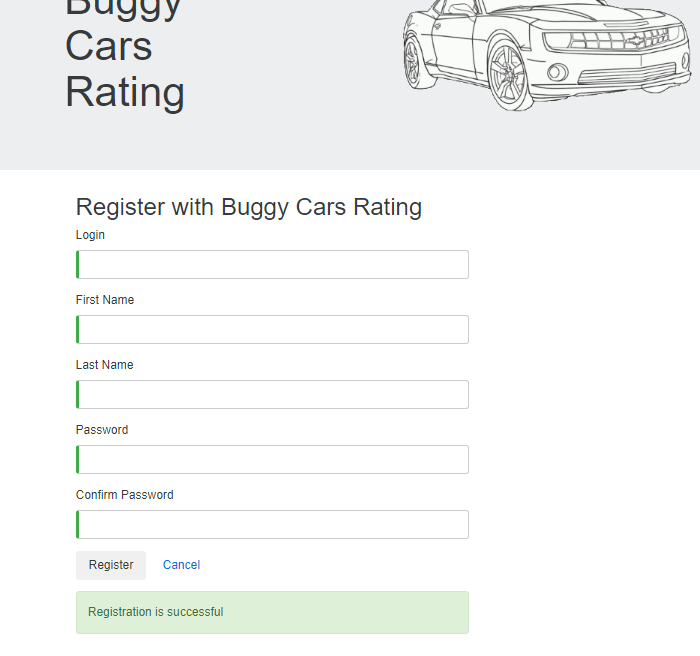 Buggy
Cars
Rating
Register with Buggy Cars Rating
Login
First Name
Last Name
Password
Confirm Password
Register Cancel
Registration is successful